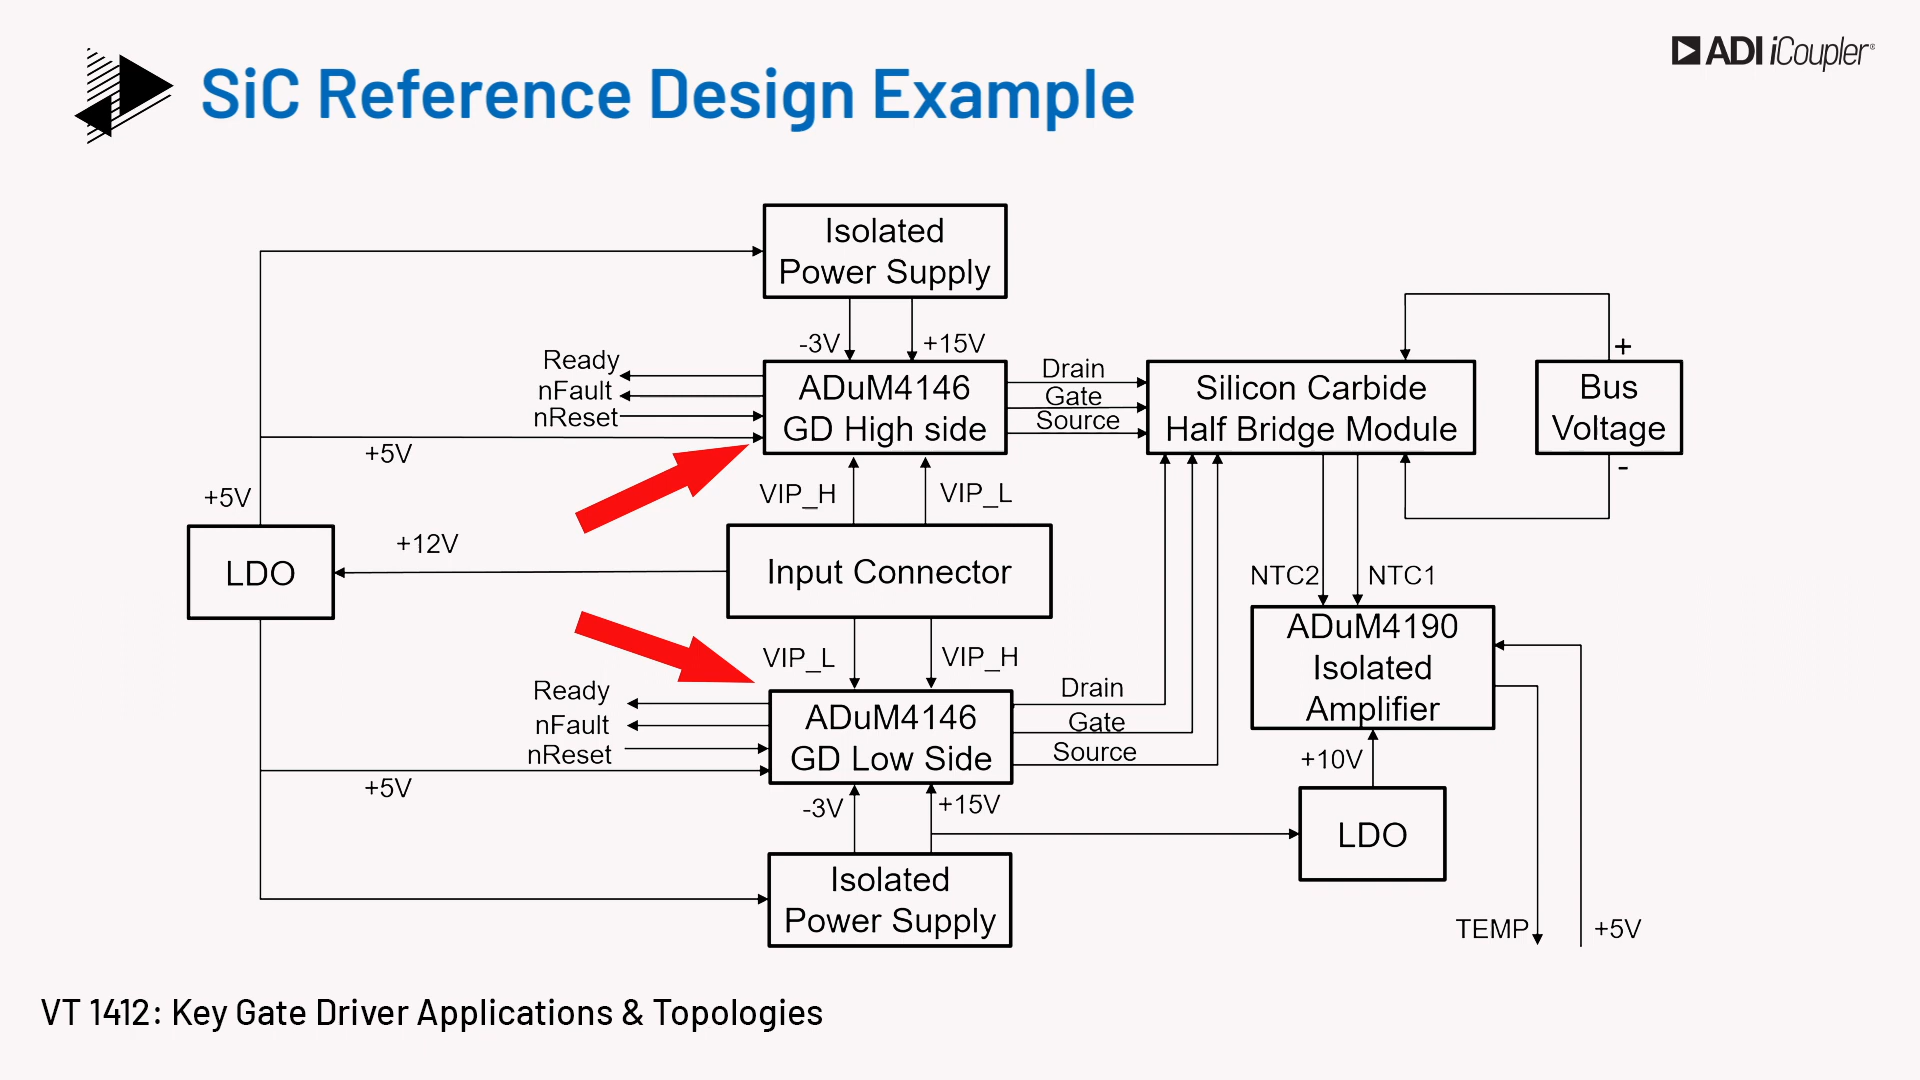 ADI iCoupler®
SiC Reference Design Example
Isolated
Power Supply
-3V
+15V
Ready
nFault
nReset
+5V
ADuM4146
GD High side
Drain
Gate
Source
Silicon Carbide
Half Bridge Module
+
Bus
Voltage
-
+5V
VIP_H
VIP_L
LDO
+12V
Input Connector
NTC2
NTC1
VIP_L
VIP_H
ADuM4190
Isolated
Amplifier
Ready
nFault
nReset
+5V
ADuM4146
GD Low Side
Drain
Gate
Source
+10V
-3V
+15V
LDO
Isolated
Power Supply
TEMP
+5V
VT 1412: Key Gate Driver Applications & Topologies